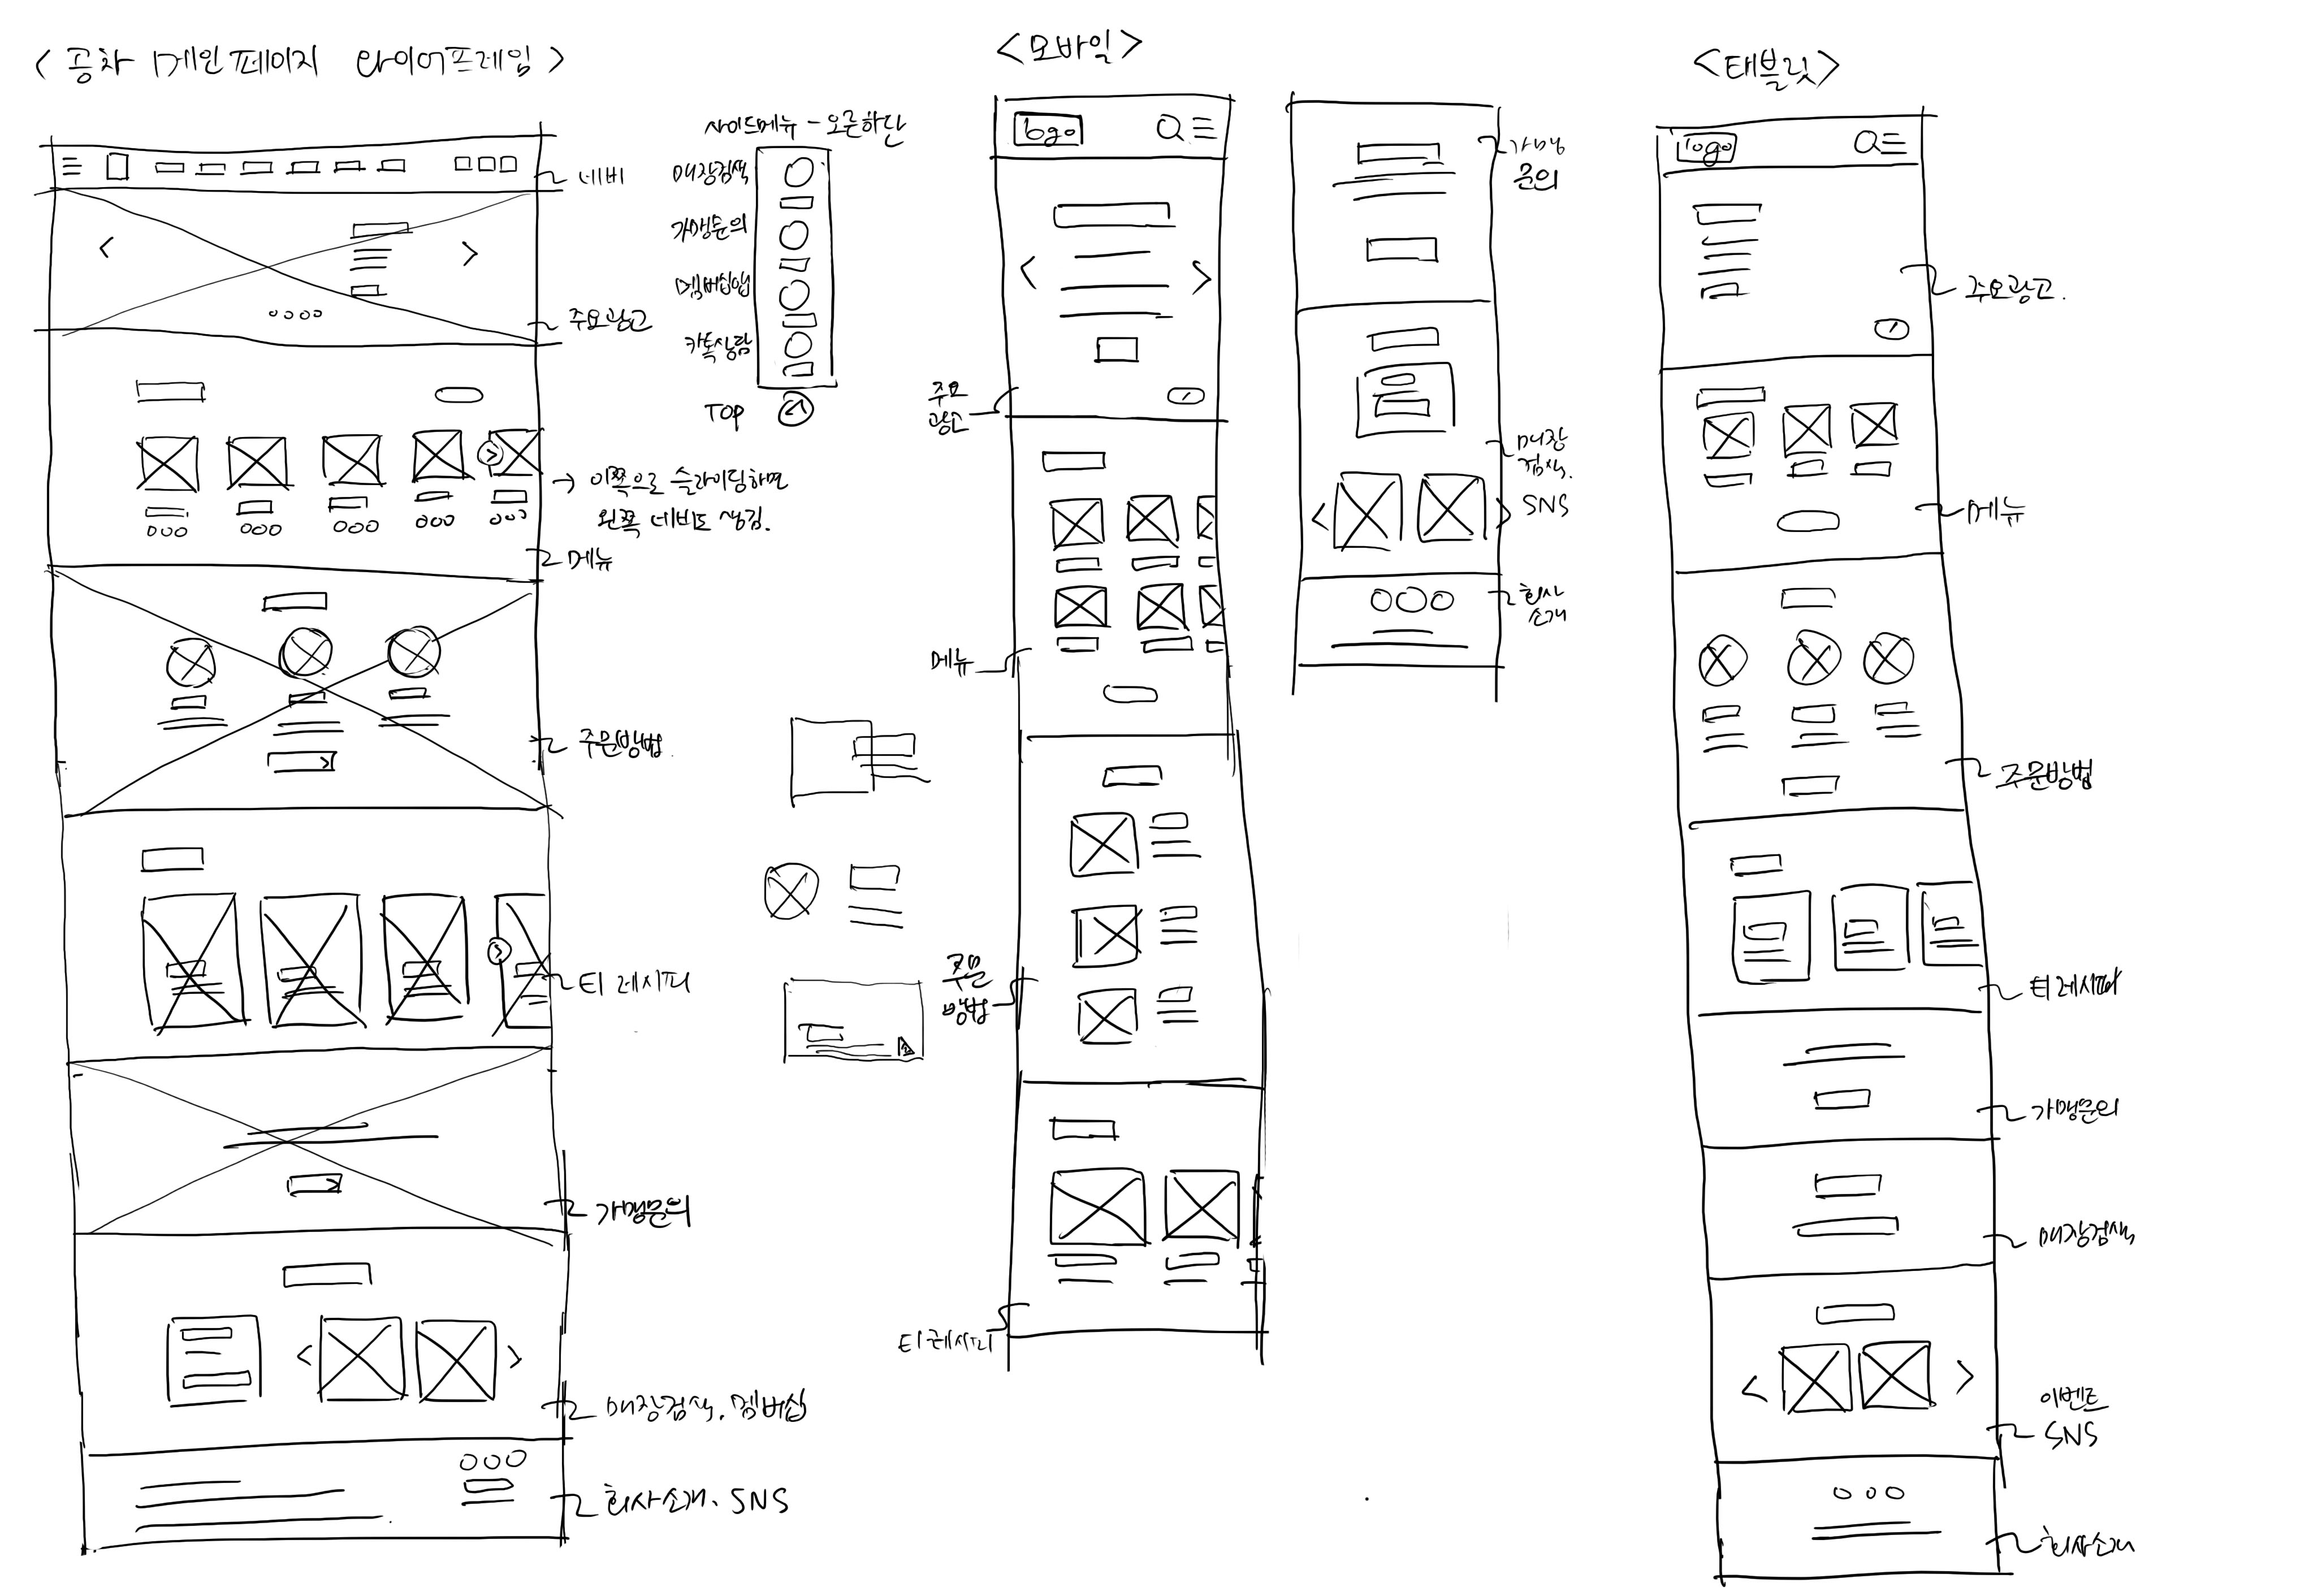 < 공차 메인페이지 와이어프레임 >
네비
주요광고
→ 이쪽으로 슬라이딩하면
왼쪽 네비도 생김.
메뉴
주문방법
티 레시피
가맹문의
매장검색, 멤버십
회사소개, SNS
사이드메뉴 - 오른하단
매장검색
가맹문의
멤버십앱
카톡상담
TOP
<모바일>
logo
주요
광고
메뉴
주문
방법
티레시피
가맹
문의
매장
검색.
SNS
회사
소개
<태블릿>
logo
주요광고.
메뉴
주문방법
티 레시피
가맹문의
매장검색
이벤트
SNS
회사소개